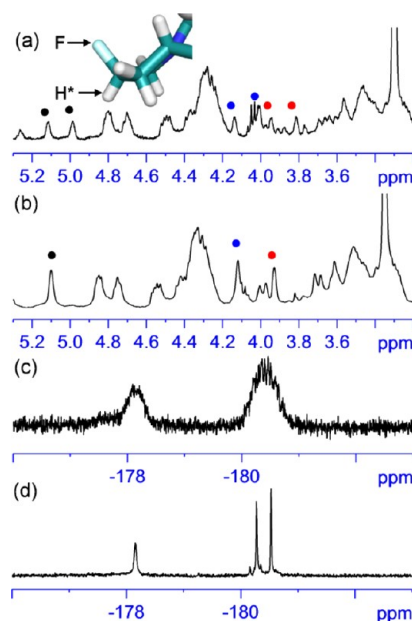 (a)
F
H*
5.2 5.0 4.8 4.6 4.4 4.2 4.0 3.8 3.6 ppm
(b)
5.2 5.0 4.8 4.6 4.4 4.2 4.0 3.8 3.6 ppm
(c)
-178 -180 ppm
(d)
-178 -180 ppm